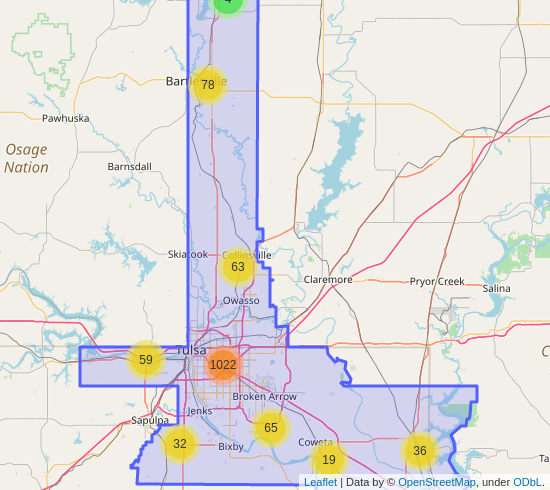 4
78
Pawhuska
Osage
Nation
Barnsdall
Skiatook
Collinsville
63
Claremore
Pryor Creek
Salina
Owasso
Tulsa
59
1022
Broken Arrow
Jenks
Sapulpa
65
32
Bixby
Coweta
19
36
Ta
Leaflet | Data by © OpenStreetMap, under ODbL.